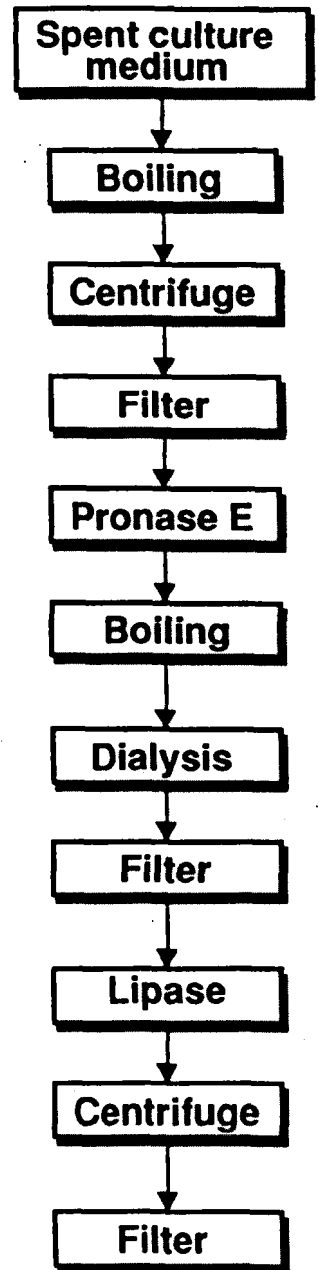 Spent culture
medium
Boiling
Centrifuge
Filter
Pronase E
Boiling
Dialysis
Filter
Lipase
Centrifuge
Filter